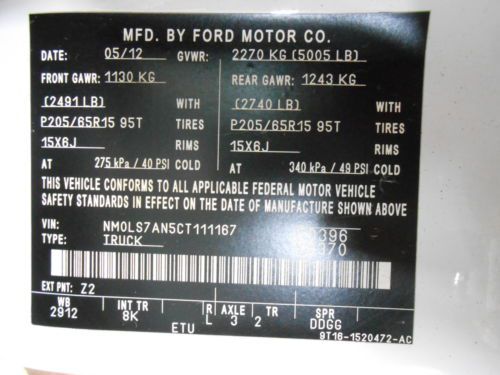 MFD. BY FORD MOTOR CO.
DATE: 05/12 GVWR: 2270 KG (5005 LB)
FRONT GAWR: 1130 KG REAR GAWR: 1243 KG
(2491 LB) WITH (2740 LB) WITH
P205/65R15 95T TIRES P205/65R15 95T TIRES
15X6J RIMS 15X6J RIMS
AT 275 kPa / 40 PSI COLD AT 340 kPa / 49 PSI COLD
THIS VEHICLE CONFORMS TO ALL APPLICABLE FEDERAL MOTOR VEHICLE
SAFETY STANDARDS IN EFFECT ON THE DATE OF MANUFACTURE SHOWN ABOVE
VIN: NM0LS7AN5CT111167
TYPE: TRUCK
EXT PNT: Z2
WB INT TR R AXLE TR SPR
2912 8K L 3 2 DDGG
ETU
9T16-1520472-AC